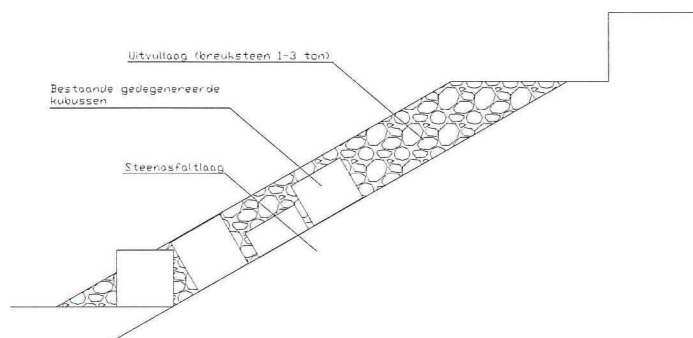 Uitvullaag (breuksteen 1-3 ton)
Bestaande gedegenereerde
kubussen
Steenasfaltlaag